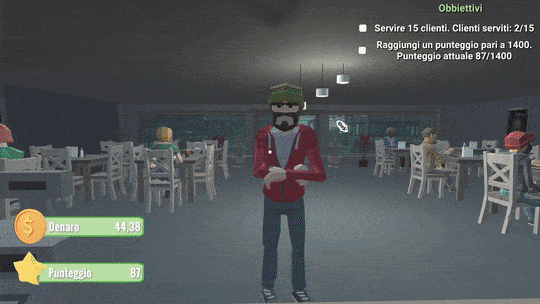 Obbiettivi
Servire 15 clienti. Clienti serviti: 2/15
Raggiungi un punteggio pari a 1400.
Punteggio attuale 87/1400
Denaro 44,38
Punteggio 87